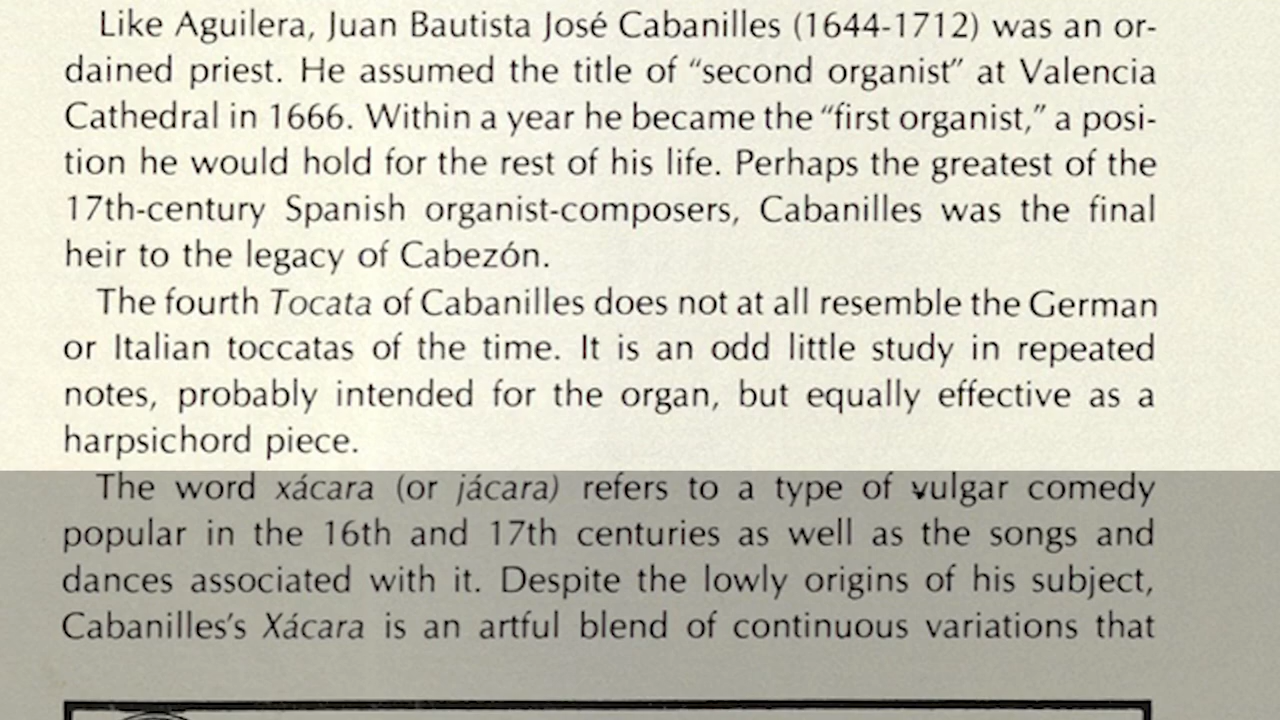 Like Aguilera, Juan Bautista José Cabanilles (1644-1712) was an or-
dained priest. He assumed the title of “second organist” at Valencia
Cathedral in 1666. Within a year he became the “first organist,” a posi-
tion he would hold for the rest of his life. Perhaps the greatest of the
17th-century Spanish organist-composers, Cabanilles was the final
heir to the legacy of Cabezón.
The fourth Tocata of Cabanilles does not at all resemble the German
or Italian toccatas of the time. It is an odd little study in repeated
notes, probably intended for the organ, but equally effective as a
harpsichord piece.
The word xácara (or jácara) refers to a type of vulgar comedy
popular in the 16th and 17th centuries as well as the songs and
dances associated with it. Despite the lowly origins of his subject,
Cabanilles’s Xácara is an artful blend of continuous variations that